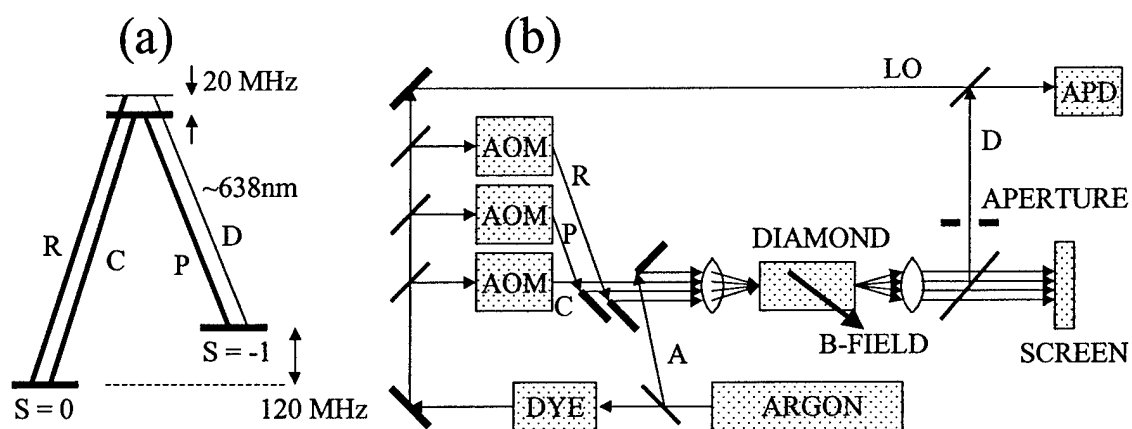 (a)
20 MHz
~638nm
R
C
P
D
S = -1
S = 0
120 MHz
(b)
LO
APD
AOM
R
D
AOM
P
APERTURE
DIAMOND
AOM
C
B-FIELD
SCREEN
A
DYE
ARGON